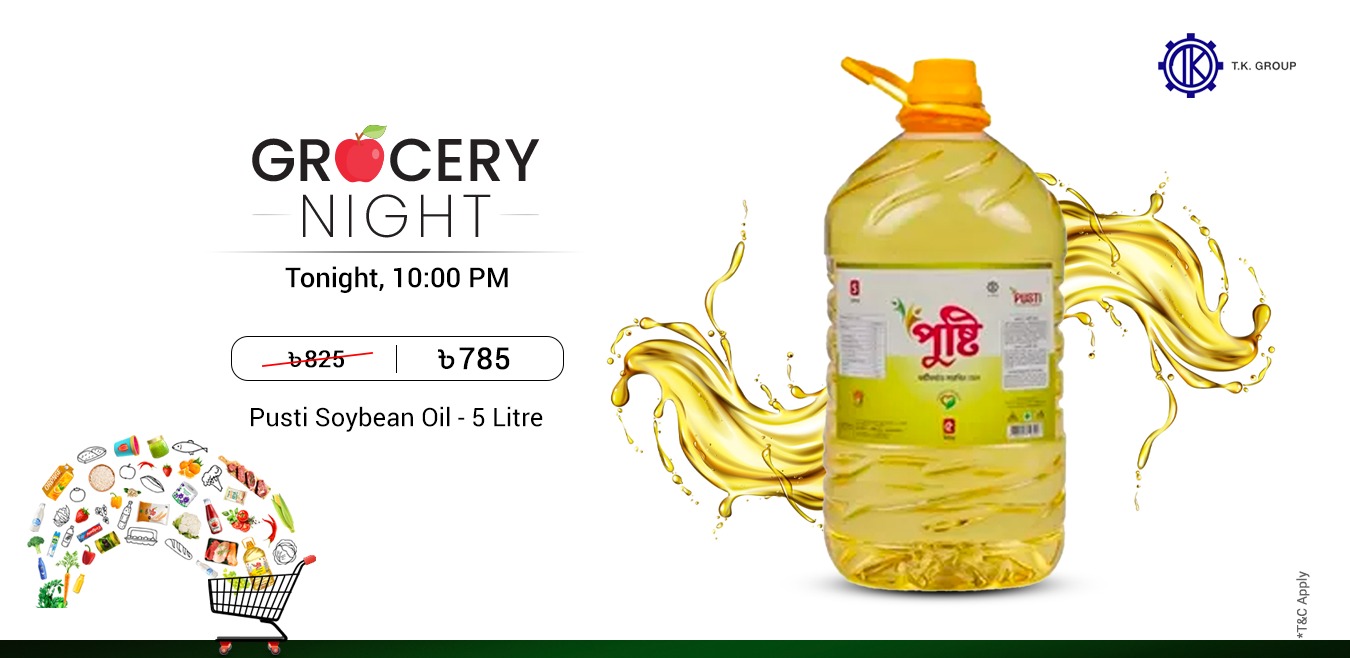 T.K. GROUP
GROCERY
NIGHT
Tonight, 10:00 PM
৳825
৳785
Pusti Soybean Oil - 5 Litre
PUSTI
পুষ্টি
*T&C Apply